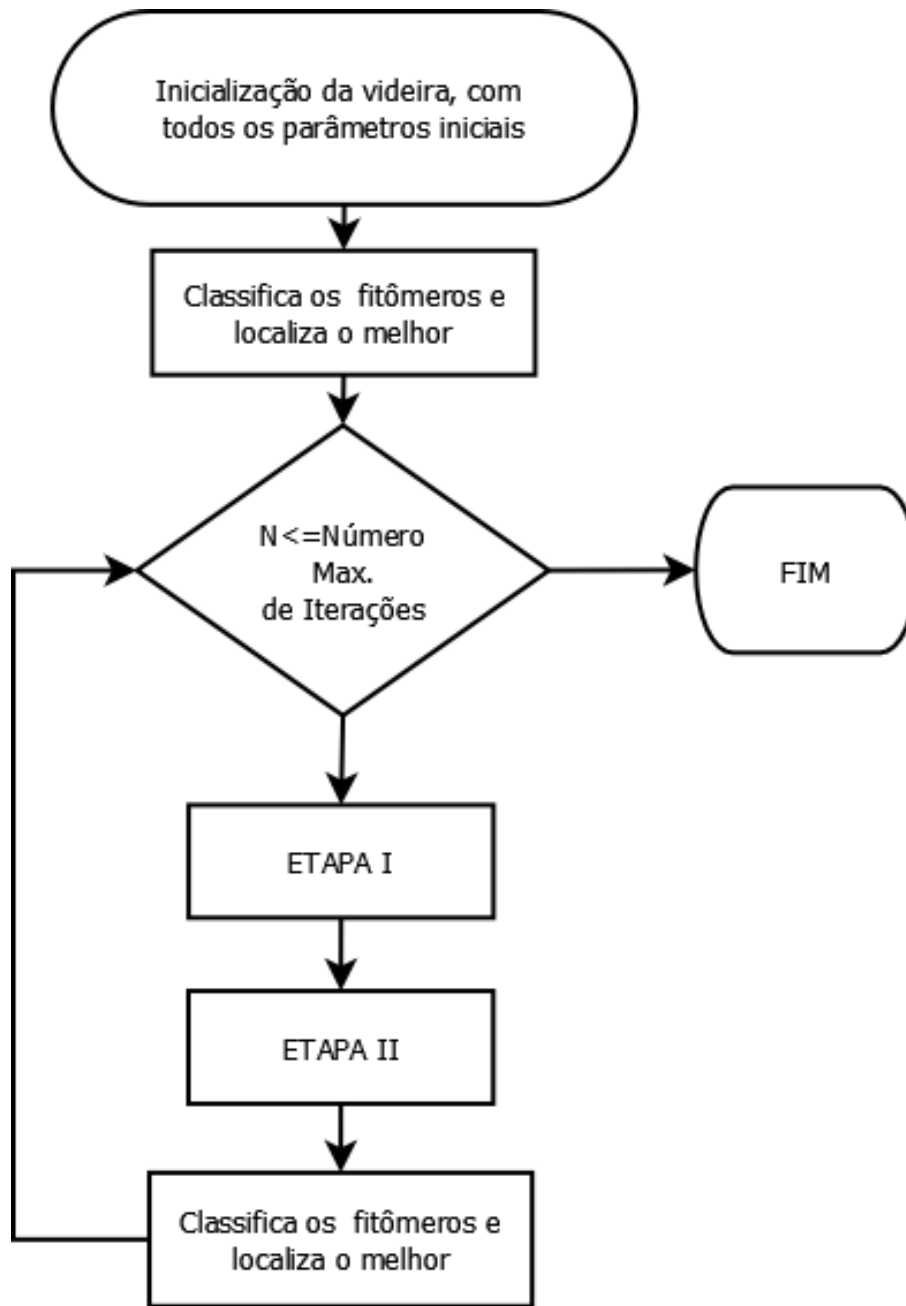 Inicialização da videira, com
todos os parâmetros iniciais
Classifica os fitômeros e
localiza o melhor
N<=Número
Max.
de Iterações
FIM
ETAPA I
ETAPA II
Classifica os fitômeros e
localiza o melhor